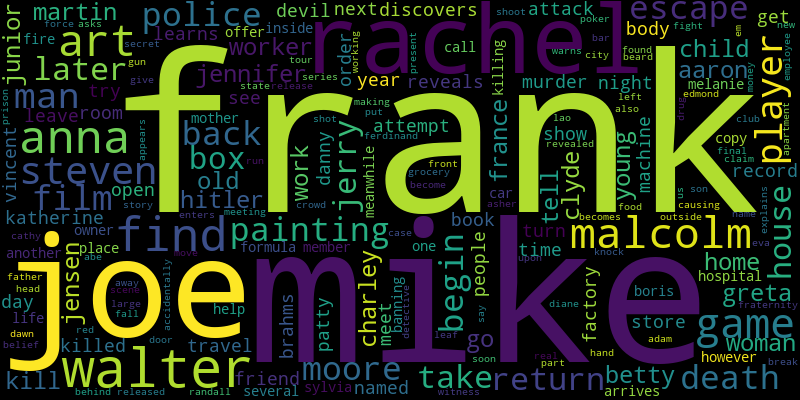 frank
mike
joe
rachel
walter
malcolm
steven
painting
find
film
game
player
house
art
later
man
anna
police
escape
devil
next
discovers
attack
martin
junior
learns
offer
inside
worker
jennifer
order
working
call
killing
body
child
aaron
get
fight
new
employee
em
night
melanie
year
reveals
murder
see
room
leave
try
fire
force
asks
secret
gun
give
prison
vincent
back
mother
box
old
open
hitler
appears
katherine
story
owner
enters
cathy
another
place
formula
member
meeting
crowd
case
work
danny
jerry
attempt
meanwhile
ferdinand
shot
making
put
tour
series
state
release
present
france
show
clyde
tell
lao
revealed
young
machine
found
beard
warns
city
bar
shoot
poker
left
also
edmond
copy
final
claim
club
money
apartment
record
drug
us
son
causing
outside
becomes
food
name
explains
eva
home
hospital
greta
time
turn
knock
upon
car
book
people
begin
one
front
grocery
become
asher
run
jensen
father
head
life
day
dawn
belief
abe
away
scene
large
fall
red
door
accidentally
help
move
travel
killed
kill
behind
released
randall
friend
several
named
moore
sylvia
patty
brahms
charley
meet
banning
detective
leaf
witness
take
go
soon
say
diane
return
real
part
hand
factory
arrives
betty
boris
store
adam
death
woman
however
fraternity
break